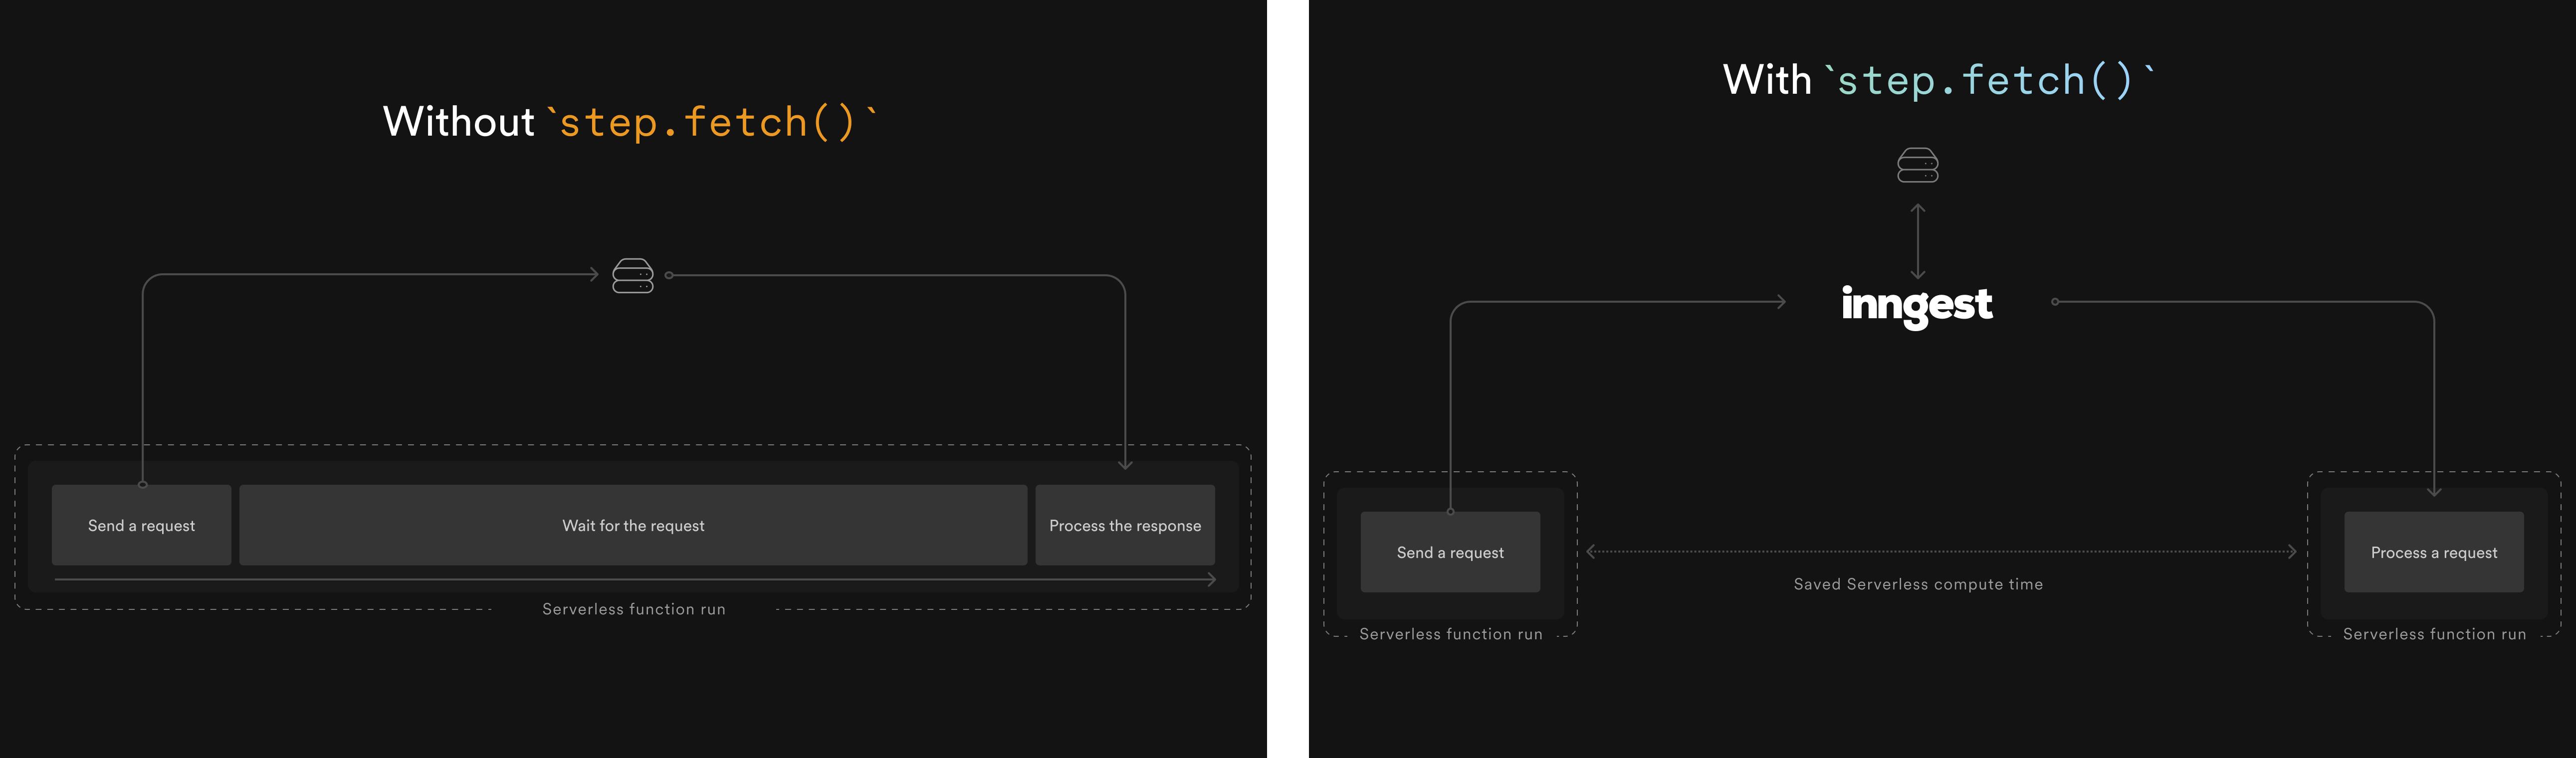 Without `step.fetch()`
Send a request
Wait for the request
Process the response
Serverless function run
With `step.fetch()`
inngest
Send a request
Saved Serverless compute time
Process a request
Serverless function run
Serverless function run